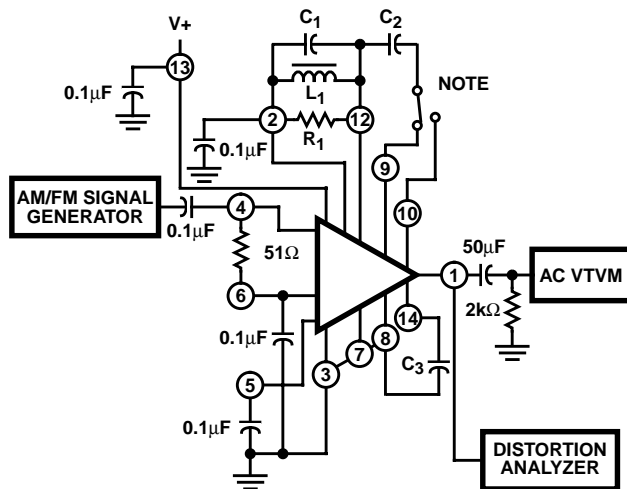 C1
C2
V+
13
0.1μF
L1
NOTE
2
12
R1
0.1μF
9
AM/FM SIGNAL
GENERATOR
4
10
0.1μF
51Ω
50μF
AC VTVM
1
6
2kΩ
14
0.1μF
8
7
3
C3
5
0.1μF
DISTORTION
ANALYZER